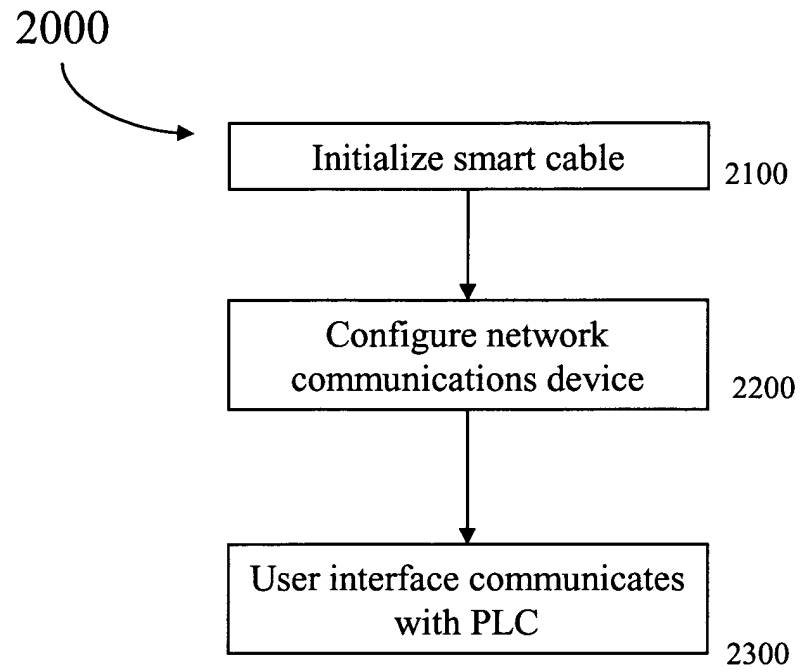 2000
Initialize smart cable
2100
Configure network
communications device
2200
User interface communicates
with PLC
2300